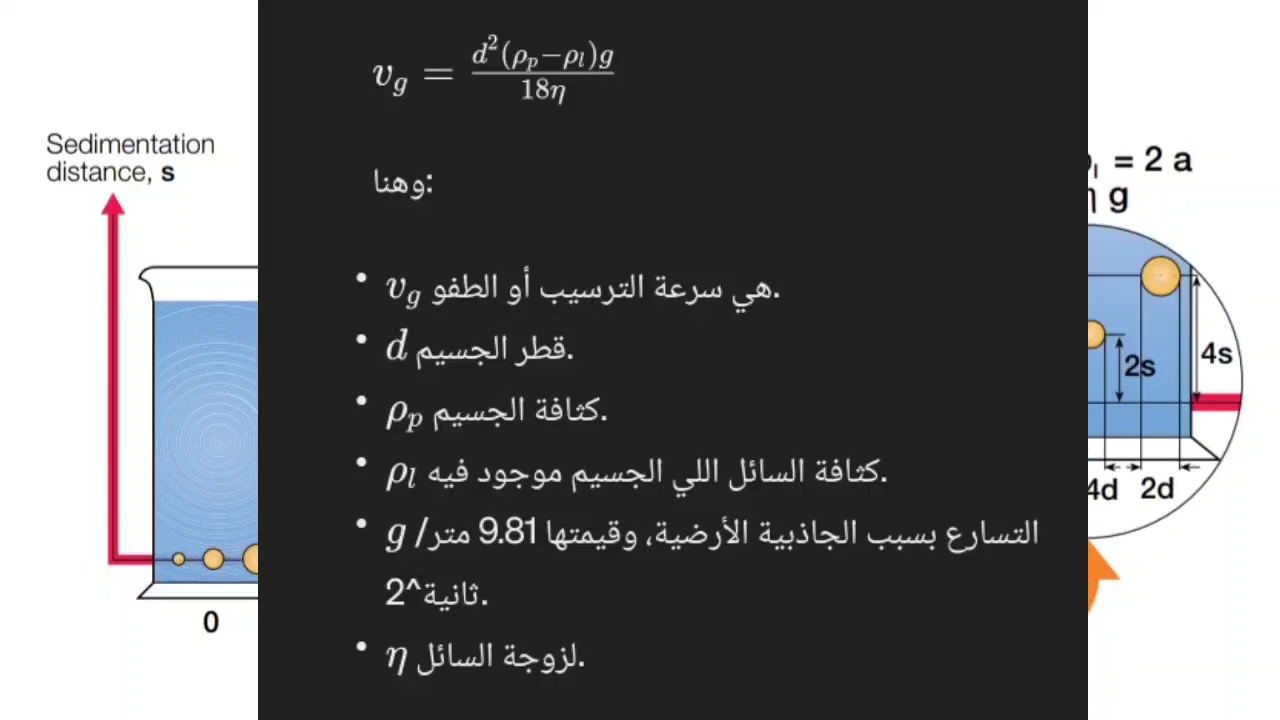 Sedimentation
distance, s
0
v_g = d²(ρ_p−ρ_l)g / 18η
وهنا:
• v_g هي سرعة الترسيب أو الطفو.
• d قطر الجسيم.
• ρ_p كثافة الجسيم.
• ρ_l كثافة السائل اللي الجسيم موجود فيه.
• g التسارع بسبب الجاذبية الأرضية، وقيمتها 9.81 متر/
ثانية^2.
• η لزوجة السائل.
l = 2 a
η g
4s
2s
4d 2d